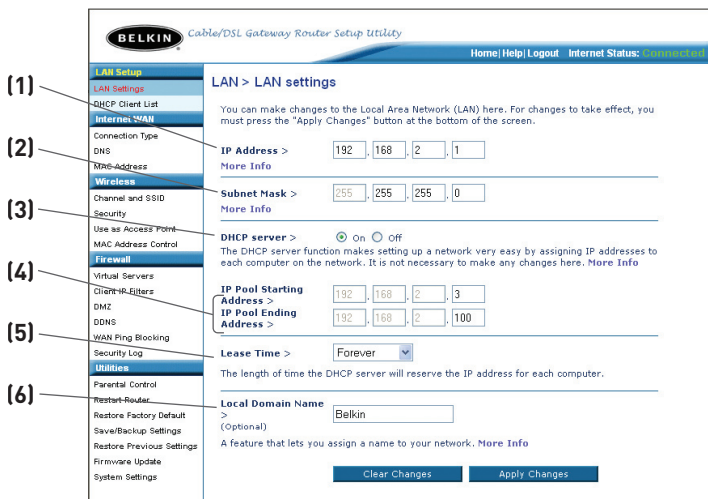 BELKIN
Cable/DSL Gateway Router Setup Utility
Home|Help|Logout Internet Status: Connected
LAN Setup
LAN Settings
DHCP Client List
Internet WAN
Connection Type
DNS
MAC Address
Wireless
Channel and SSID
Security
Use as Access Point
MAC Address Control
Firewall
Virtual Servers
Client IP Filters
DMZ
DDNS
WAN Ping Blocking
Security Log
Utilities
Parental Control
Restart Router
Restore Factory Default
Save/Backup Settings
Restore Previous Settings
Firmware Update
System Settings
LAN > LAN settings
You can make changes to the Local Area Network (LAN) here. For changes to take effect, you
must press the "Apply Changes" button at the bottom of the screen.
(1)
IP Address > 192 . 168 . 2 . 1
More Info
(2)
Subnet Mask > 255 . 255 . 255 . 0
More Info
(3)
DHCP server > On Off
The DHCP server function makes setting up a network very easy by assigning IP addresses to
each computer on the network. It is not necessary to make any changes here. More Info
(4)
IP Pool Starting
Address > 192 . 168 . 2 . 3
IP Pool Ending
Address > 192 . 168 . 2 . 100
(5)
Lease Time > Forever
The length of time the DHCP server will reserve the IP address for each computer.
(6)
Local Domain Name
> Belkin
(Optional)
A feature that lets you assign a name to your network. More Info
Clear Changes Apply Changes